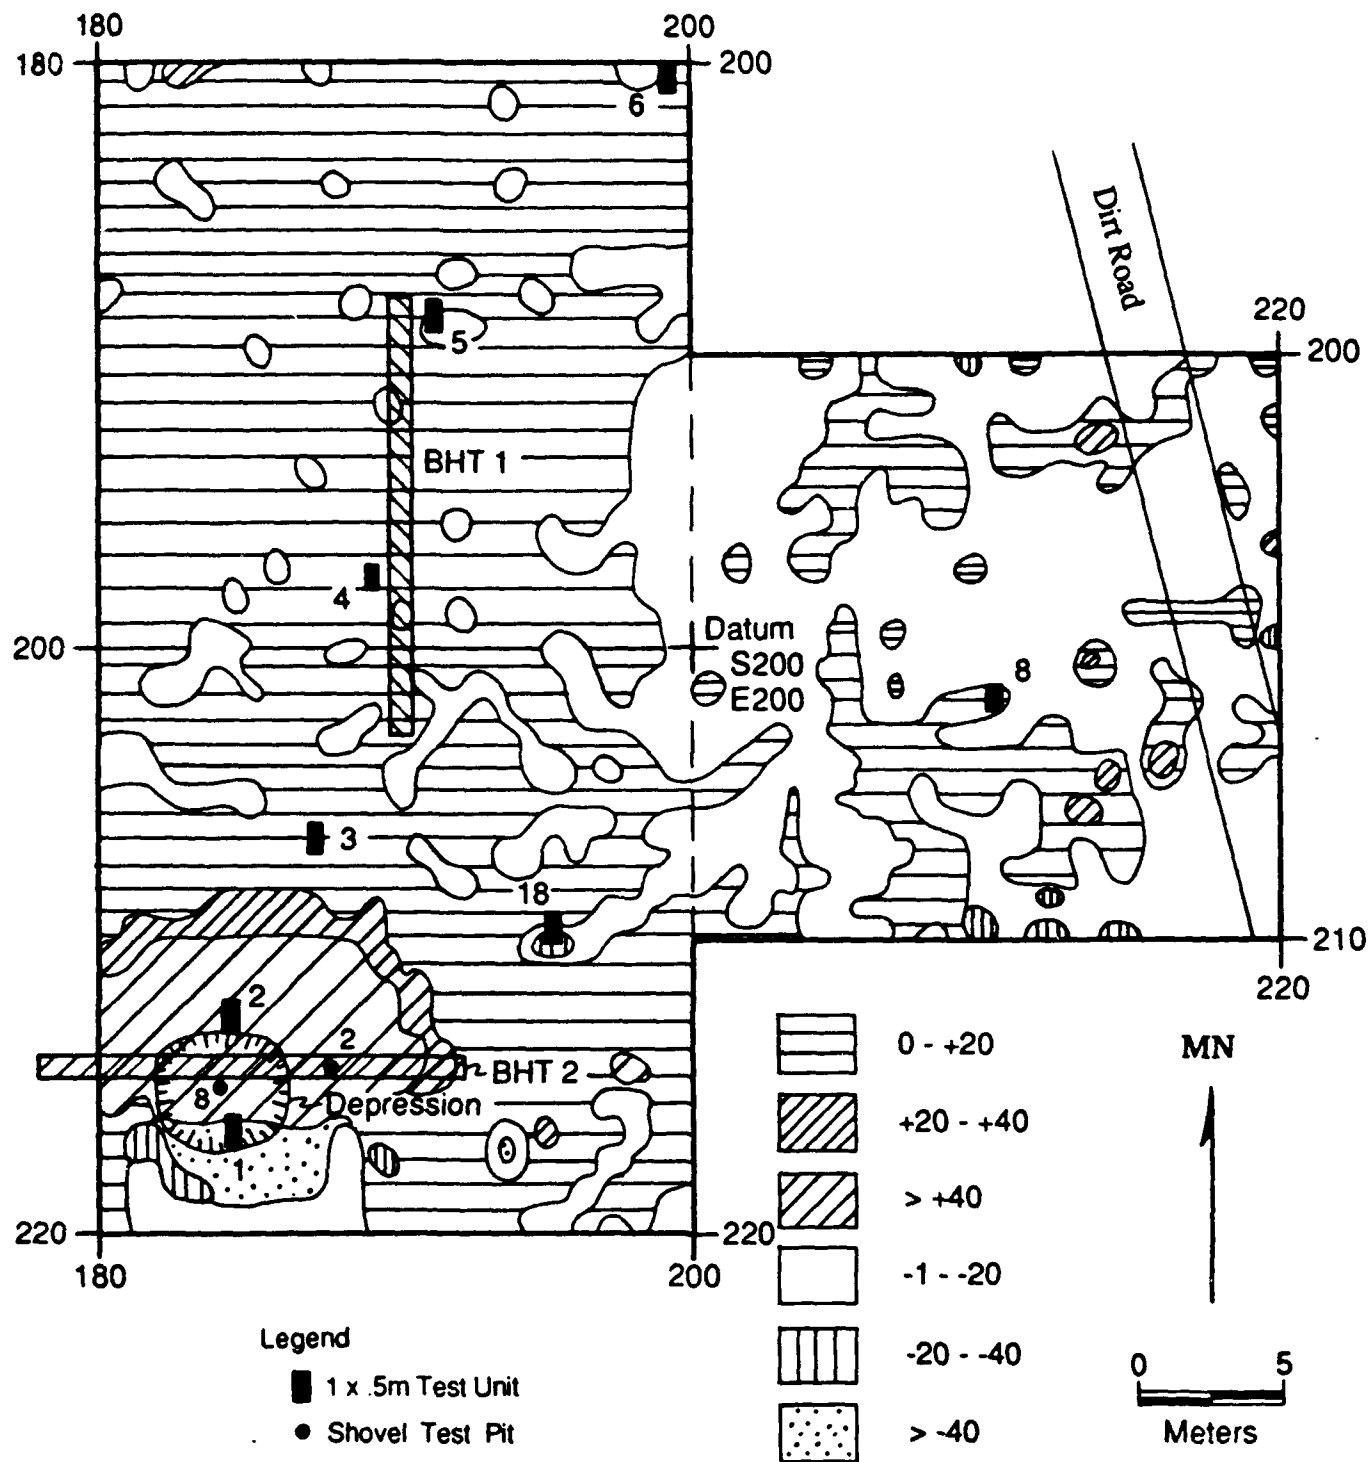 180
200
180
200
6
Dirt Road
220
200
5
BHT 1
4
200
Datum
S200
E200
8
3
18
210
220
2
2
BHT 2
8
Depression
1
220
220
180
200
0 - +20
+20 - +40
> +40
-1 - -20
-20 - -40
> -40
MN
0 5
Meters
Legend
1 x .5m Test Unit
Shovel Test Pit